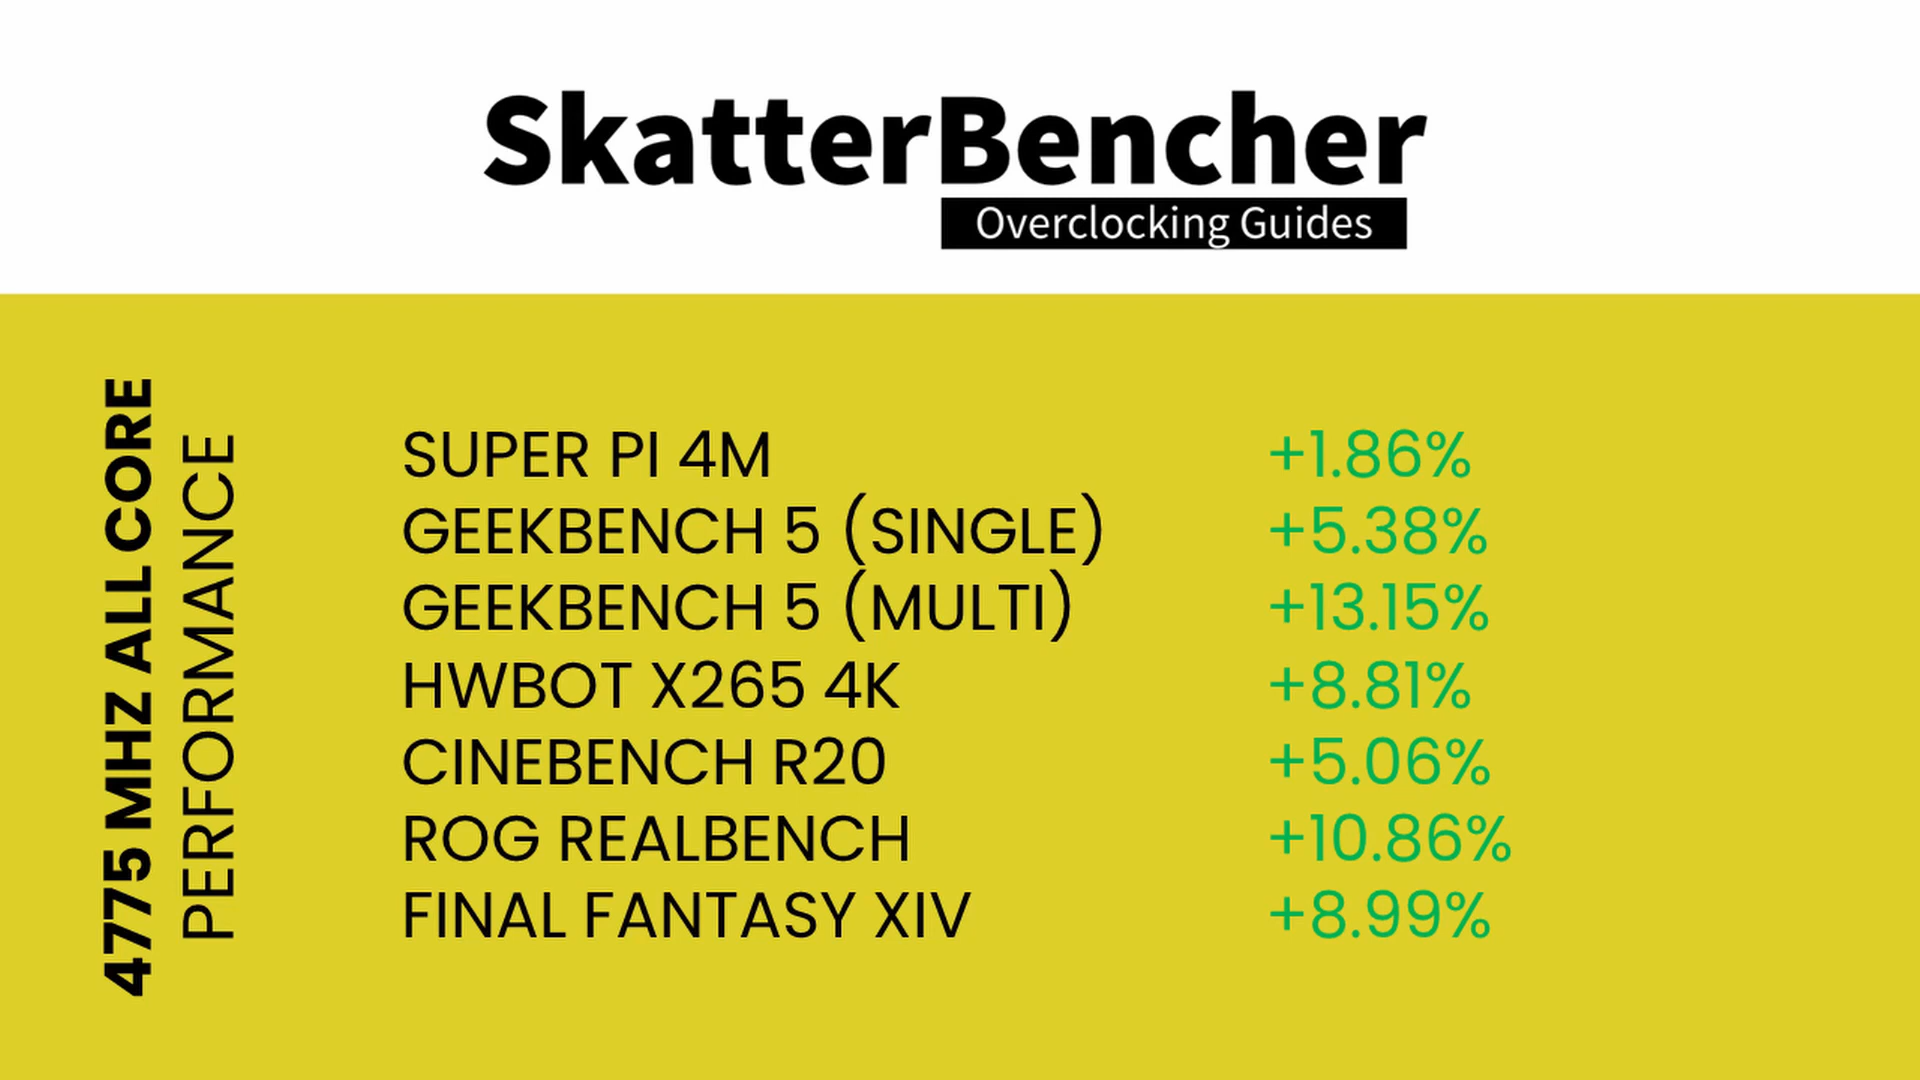 SkatterBencher
Overclocking Guides
4775 MHZ ALL CORE
PERFORMANCE
SUPER PI 4M +1.86%
GEEKBENCH 5 (SINGLE) +5.38%
GEEKBENCH 5 (MULTI) +13.15%
HWBOT X265 4K +8.81%
CINEBENCH R20 +5.06%
ROG REALBENCH +10.86%
FINAL FANTASY XIV +8.99%